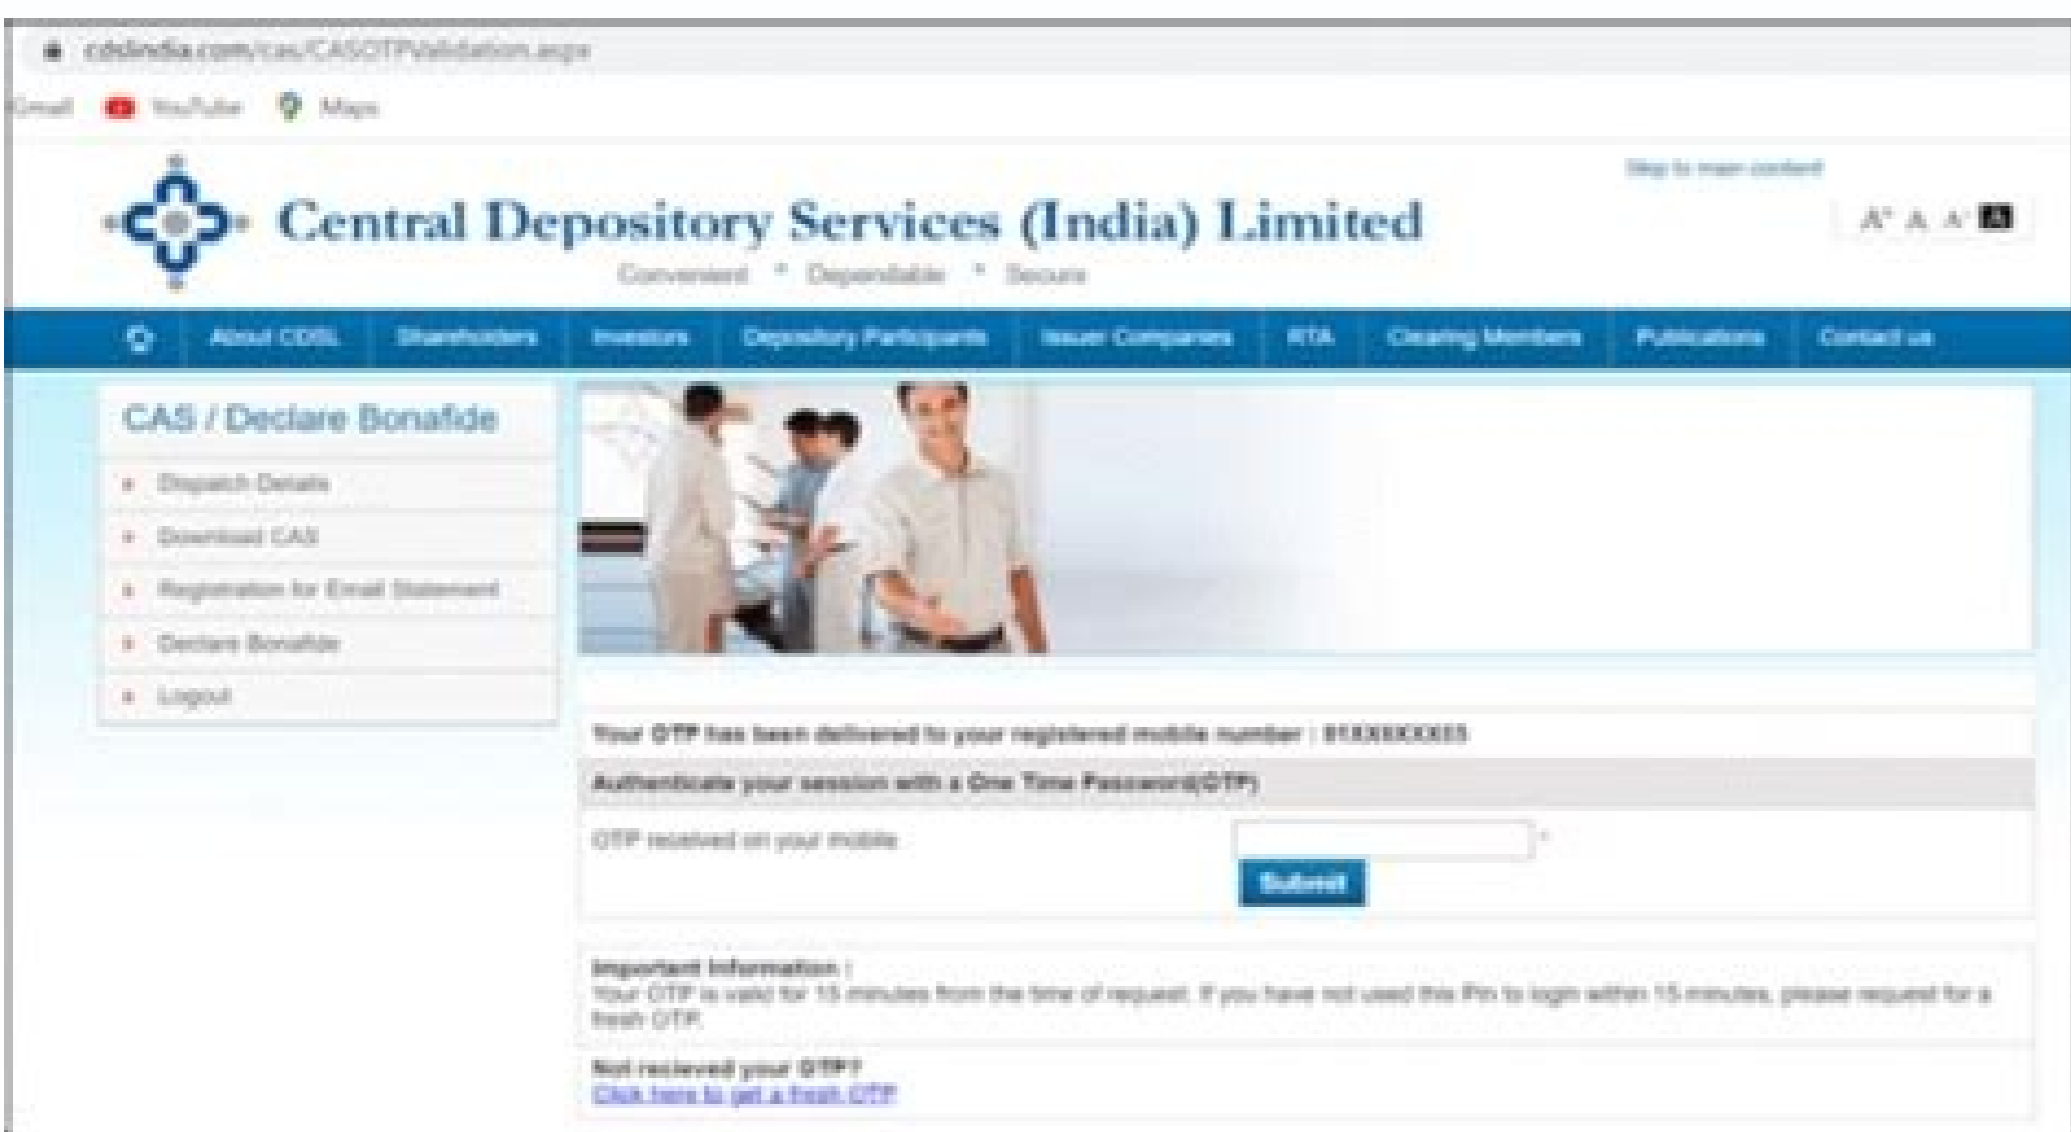 cdslindia.com/cas/CASOTPValidation.aspx
Gmail YouTube Maps
Skip to main content
Central Depository Services (India) Limited
A+ A A- A
Convenient * Dependable * Secure
About CDSL Shareholders Investors Depository Participants Issuer Companies RTA Clearing Members Publications Contact us
CAS / Declare Bonafide
Dispatch Details
Download CAS
Registration for Email Statement
Declare Bonafide
Logout
Your OTP has been delivered to your registered mobile number :
Authenticate your session with a One Time Password(OTP)
OTP received on your mobile
*
Submit
Important Information :
Your OTP is valid for 15 minutes from the time of request. If you have not used this Pin to login within 15 minutes, please request for a
fresh OTP.
Not recieved your OTP?
Click here to get a fresh OTP